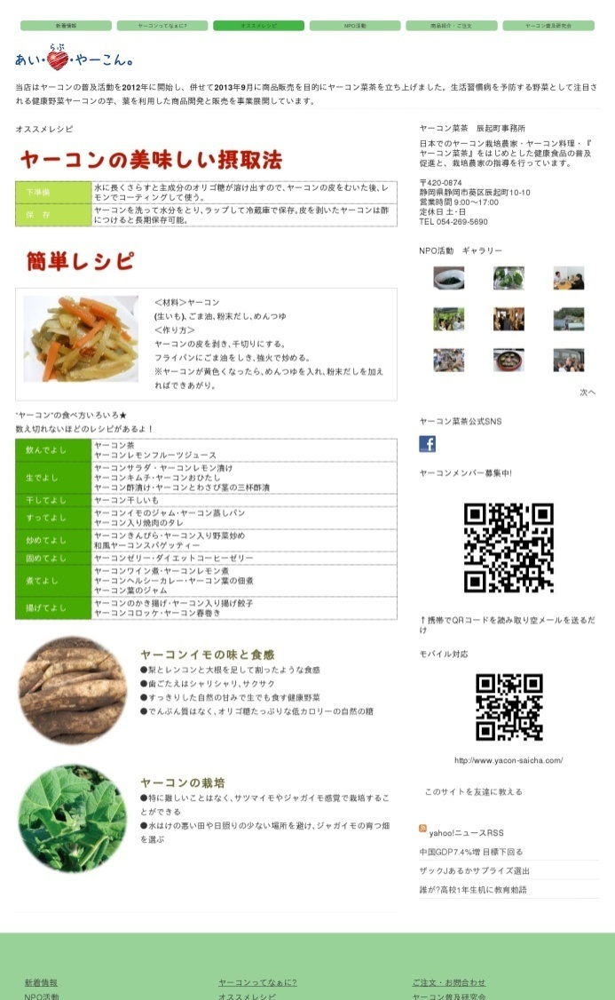 新着情報
ヤーコンってなぁに?
オススメレシピ
NPO活動
商品紹介・ご注文
ヤーコン普及研究会
あい・らぶ・やーこん。
当店はヤーコンの普及活動を2012年に開始し、併せて2013年9月に商品販売を目的にヤーコン菜茶を立ち上げました。生活習慣病を予防する野菜として注目さ
れる健康野菜ヤーコンの芋、葉を利用した商品開発と販売を事業展開しています。
オススメレシピ
ヤーコンの美味しい摂取法
下準備
水に長くさらすと主成分のオリゴ糖が溶け出すので、ヤーコンの皮をむいた後、レ
モンでコーティングして使う。
保 存
ヤーコンを洗って水分をとり、ラップして冷蔵庫で保存。皮を剥いたヤーコンは酢
につけると長期保存可能。
簡単レシピ
＜材料＞ヤーコン
(生いも)、ごま油、粉末だし、めんつゆ
＜作り方＞
ヤーコンの皮を剥き、千切りにする。
フライパンにごま油をしき、強火で炒める。
※ヤーコンが黄色くなったら、めんつゆを入れ、粉末だしを加え
ればできあがり。
"ヤーコン"の食べ方いろいろ★
数え切れないほどのレシピがあるよ！
飲んでよし
ヤーコン茶
ヤーコンレモンフルーツジュース
生でよし
ヤーコンサラダ・ヤーコンレモン漬け
ヤーコンキムチ・ヤーコンおひたし
ヤーコン酢漬け・ヤーコンとわさび茎の三杯酢漬
干してよし
ヤーコン干しいも
すってよし
ヤーコンイモのジャム・ヤーコン蒸しパン
ヤーコン入り焼肉のタレ
炒めてよし
ヤーコンきんぴら・ヤーコン入り野菜炒め
和風ヤーコンスパゲッティー
固めてよし
ヤーコンゼリー・ダイエットコーヒーゼリー
煮てよし
ヤーコンワイン煮・ヤーコンレモン煮
ヤーコンヘルシーカレー・ヤーコン葉の佃煮
ヤーコン葉のジャム
揚げてよし
ヤーコンのかき揚げ・ヤーコン入り揚げ餃子
ヤーコンコロッケ・ヤーコン春巻き
ヤーコンイモの味と食感
●梨とレンコンと大根を足して割ったような食感
●歯ごたえはシャリシャリ、サクサク
●すっきりした自然の甘みで生でも食す健康野菜
●でんぷん質はなく、オリゴ糖たっぷりな低カロリーの自然の糖
ヤーコンの栽培
●特に難しいことはなく、サツマイモやジャガイモ感覚で栽培するこ
とができる
●水はけの悪い田や日照りの少ない場所を避け、ジャガイモの育つ畑
を選ぶ
ヤーコン菜茶 辰起町事務所
日本でのヤーコン栽培農家・ヤーコン料理・『
ヤーコン菜茶』をはじめとした健康食品の普及
促進と、栽培農家の指導を行っています。
〒420-0874
静岡県静岡市葵区辰起町10-10
営業時間 9:00～17:00
定休日 土・日
TEL 054-269-5690
NPO活動 ギャラリー
次へ
ヤーコン菜茶公式SNS
f
ヤーコンメンバー募集中!
↑携帯でQRコードを読み取り空メールを送るだ
け
モバイル対応
http://www.yacon-saicha.com/
このサイトを友達に教える
yahoo!ニュースRSS
中国GDP7.4%増 目標下回る
ザックJあるかサプライズ選出
誰が?高校1年生机に教育勅語
新着情報
ヤーコンってなぁに?
ご注文・お問合わせ
NPO活動
オススメレシピ
ヤーコン普及研究会